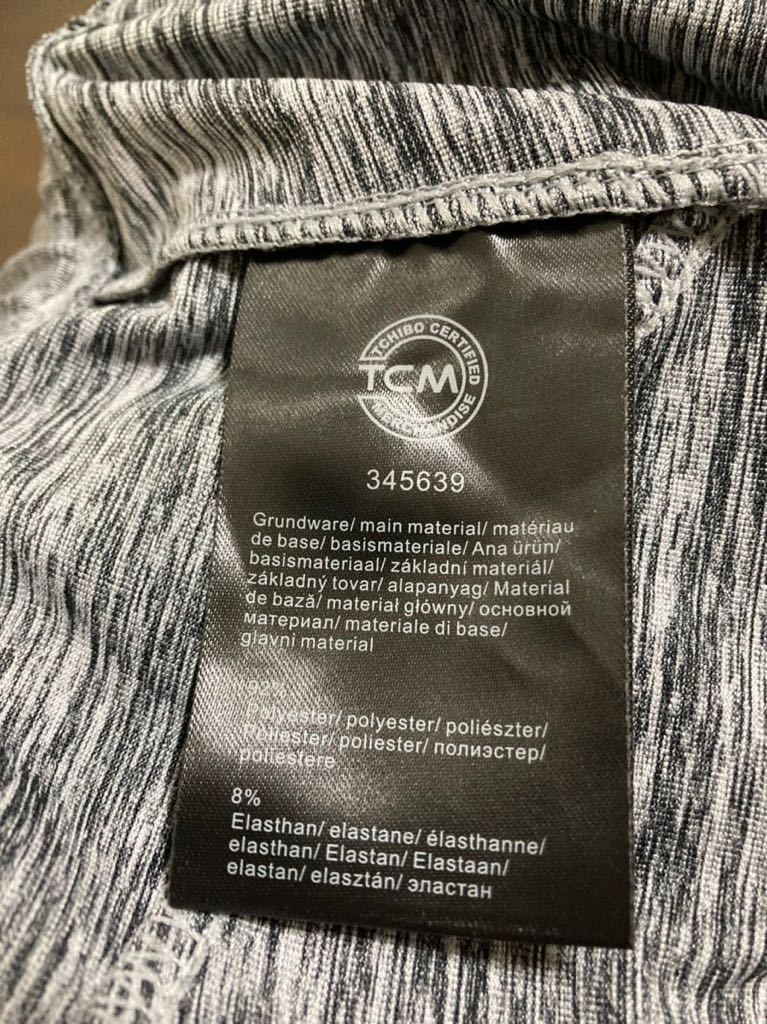 TCHIBO CERTIFIED
TCM
MERCHANDISE
345639
Grundware/ main material/ matériau
de base/ basismateriale/ Ana ürün/
basismateriaal/ základní materiál/
základný tovar/ alapanyag/ Material
de bază/ materiał główny/ основной
материал/ materiale di base/
glavni material
92%
Polyester/ polyester/ poliészter/
Poliester/ poliester/ полиэстер/
poliestere
8%
Elasthan/ elastane/ élasthanne/
elasthan/ Elastan/ Elastaan/
elastan/ elasztán/ эластан